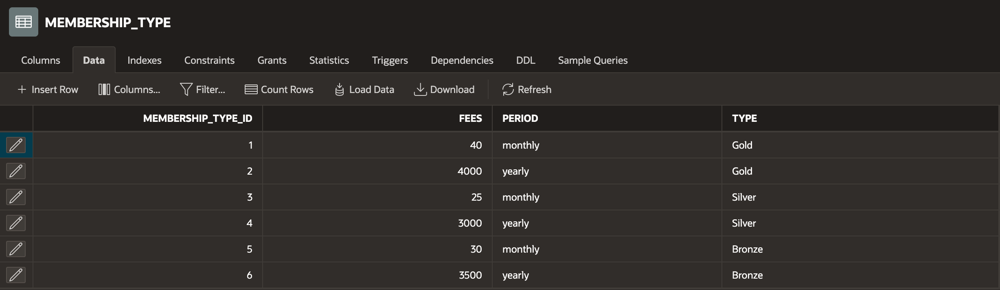 MEMBERSHIP_TYPE
Columns Data Indexes Constraints Grants Statistics Triggers Dependencies DDL Sample Queries
Insert Row Columns... Filter... Count Rows Load Data Download Refresh
MEMBERSHIP_TYPE_ID FEES PERIOD TYPE
1 40 monthly Gold
2 4000 yearly Gold
3 25 monthly Silver
4 3000 yearly Silver
5 30 monthly Bronze
6 3500 yearly Bronze